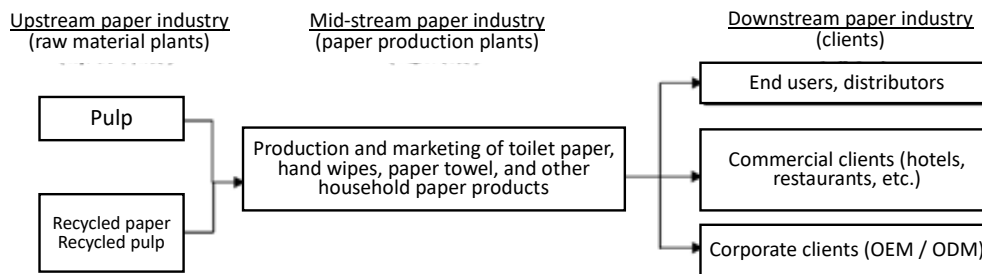 Upstream paper industry
(raw material plants)
Mid-stream paper industry
(paper production plants)
Downstream paper industry
(clients)
Pulp
Recycled paper
Recycled pulp
Production and marketing of toilet paper,
hand wipes, paper towel, and other
household paper products
End users, distributors
Commercial clients (hotels,
restaurants, etc.)
Corporate clients (OEM / ODM)